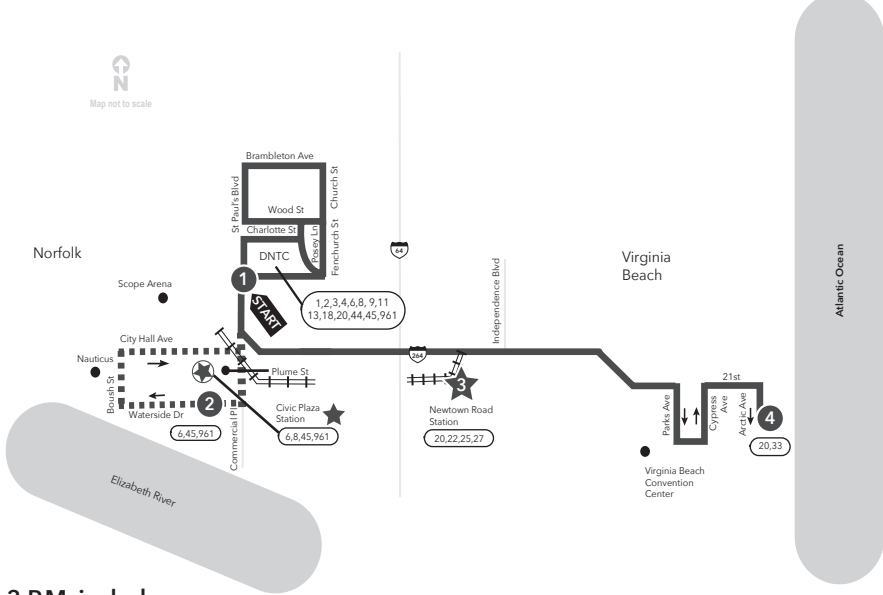 N
Map not to scale
Brambleton Ave
St Paul's Blvd
Church St
Wood St
Charlotte St
Posey Ln
Fenchurch St
DNTC
Norfolk
64
Virginia
Beach
Atlantic Ocean
Independence Blvd
1
START
Scope Arena
1,2,3,4,6,8, 9,11
13,18,20,44,45,961
City Hall Ave
264
Nauticus
Boush St
Plume St
21st
Parks Ave
Cypress
Ave
Arctic Ave
2
3
4
Waterside Dr
Civic Plaza
Station
Newtown Road
Station
6,45,961
6,8,45,961
20,22,25,27
20,33
Commercial Pl
Virginia Beach
Convention
Center
Elizabeth River